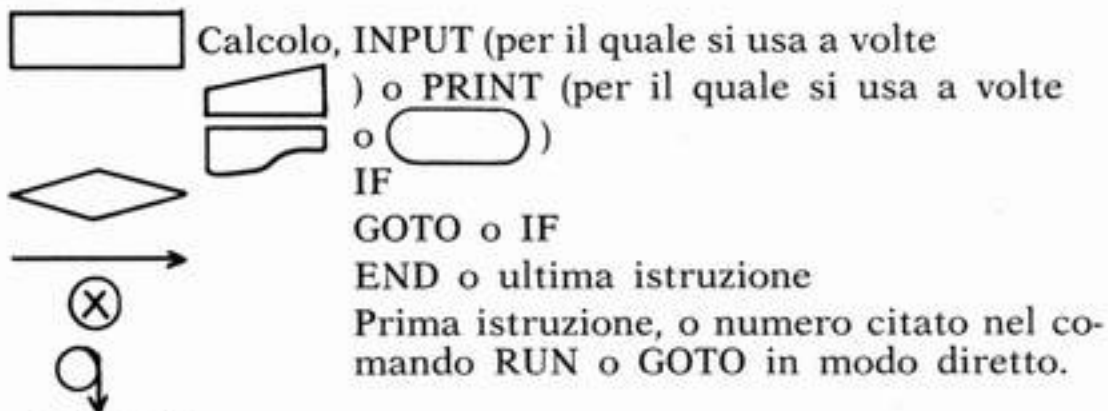 Calcolo, INPUT (per il quale si usa a volte
) o PRINT (per il quale si usa a volte
o )
IF
GOTO o IF
END o ultima istruzione
X
Prima istruzione, o numero citato nel co-
mando RUN o GOTO in modo diretto.